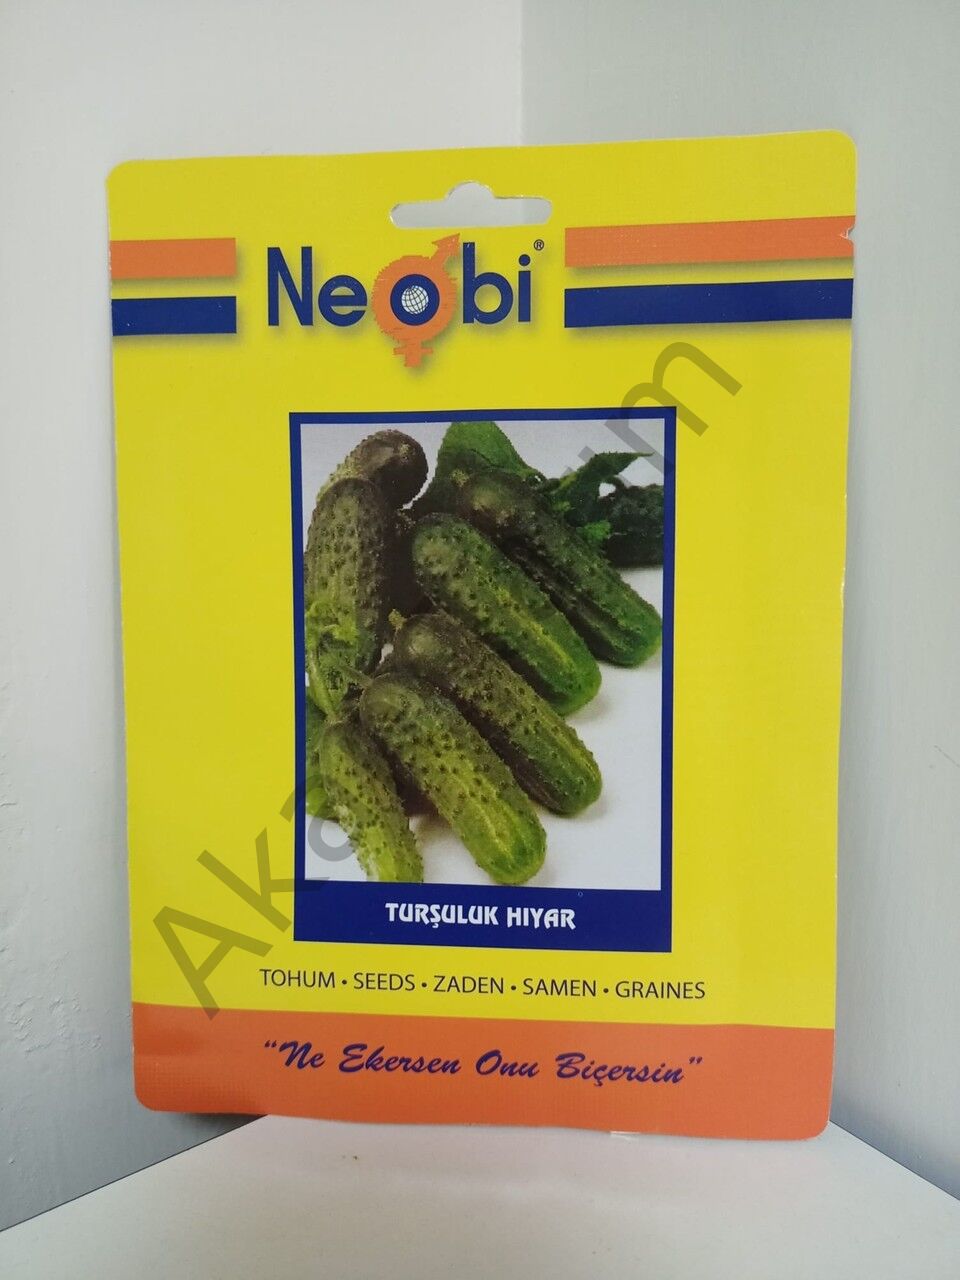 Neobi®
TURŞULUK HIYAR
TOHUM • SEEDS • ZADEN • SAMEN • GRAINES
"Ne Ekersen Onu Biçersin"